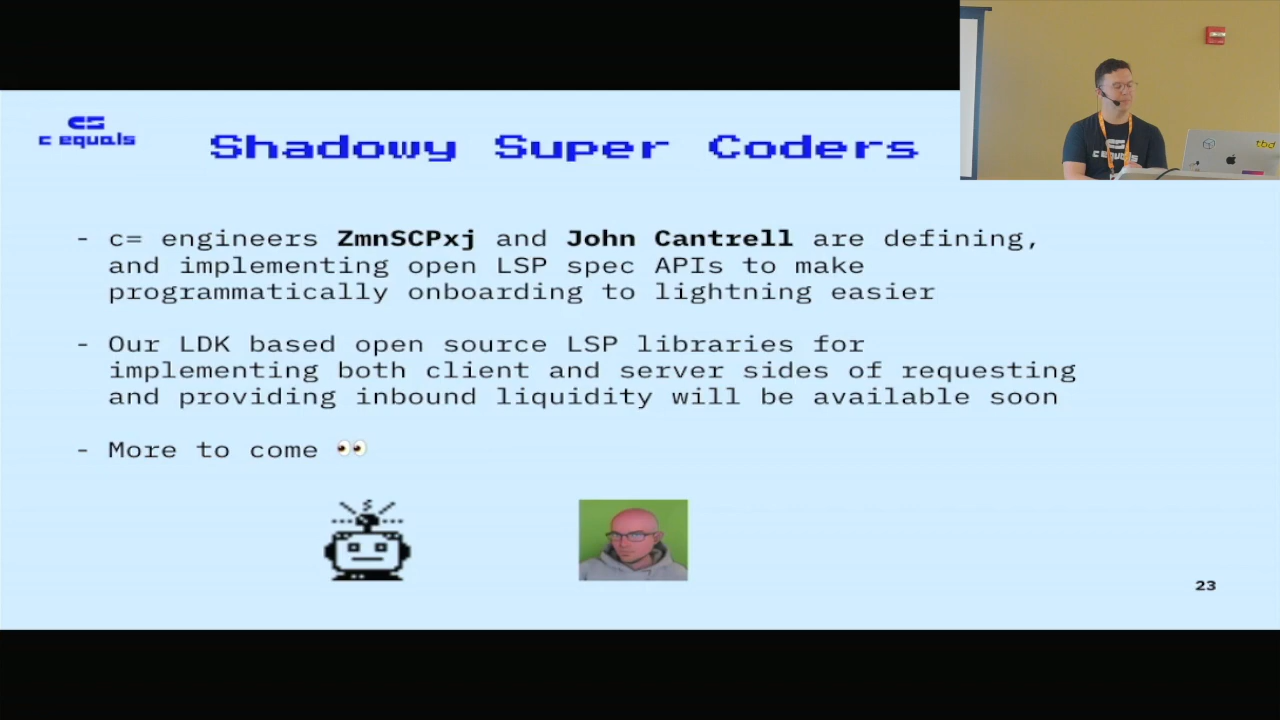 c equals
Shadowy Super Coders
- c= engineers ZmnSCPxj and John Cantrell are defining,
and implementing open LSP spec APIs to make
programmatically onboarding to lightning easier
- Our LDK based open source LSP libraries for
implementing both client and server sides of requesting
and providing inbound liquidity will be available soon
- More to come 👀
23
c equals
tbd